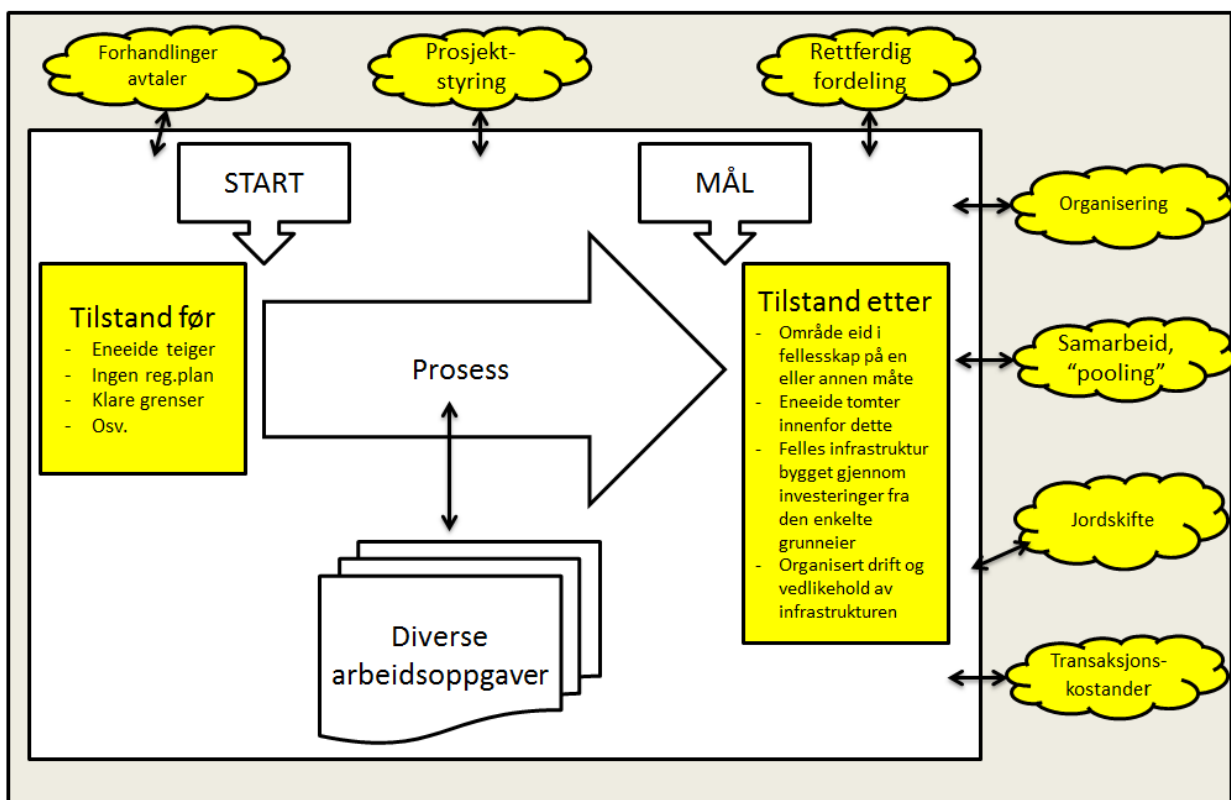 Forhandlinger
avtaler
Prosjekt-
styring
Rettferdig
fordeling
START
MÅL
Organisering
Tilstand før
- Eneeide teiger
- Ingen reg.plan
- Klare grenser
- Osv.
Prosess
Tilstand etter
- Område eid i
fellesskap på en
eller annen måte
- Eneeide tomter
innenfor dette
- Felles infrastruktur
bygget gjennom
investeringer fra
den enkelte
grunneier
- Organisert drift og
vedlikehold av
infrastrukturen
Samarbeid,
“pooling”
Jordskifte
Diverse
arbeidsoppgaver
Transaksjons-
kostander